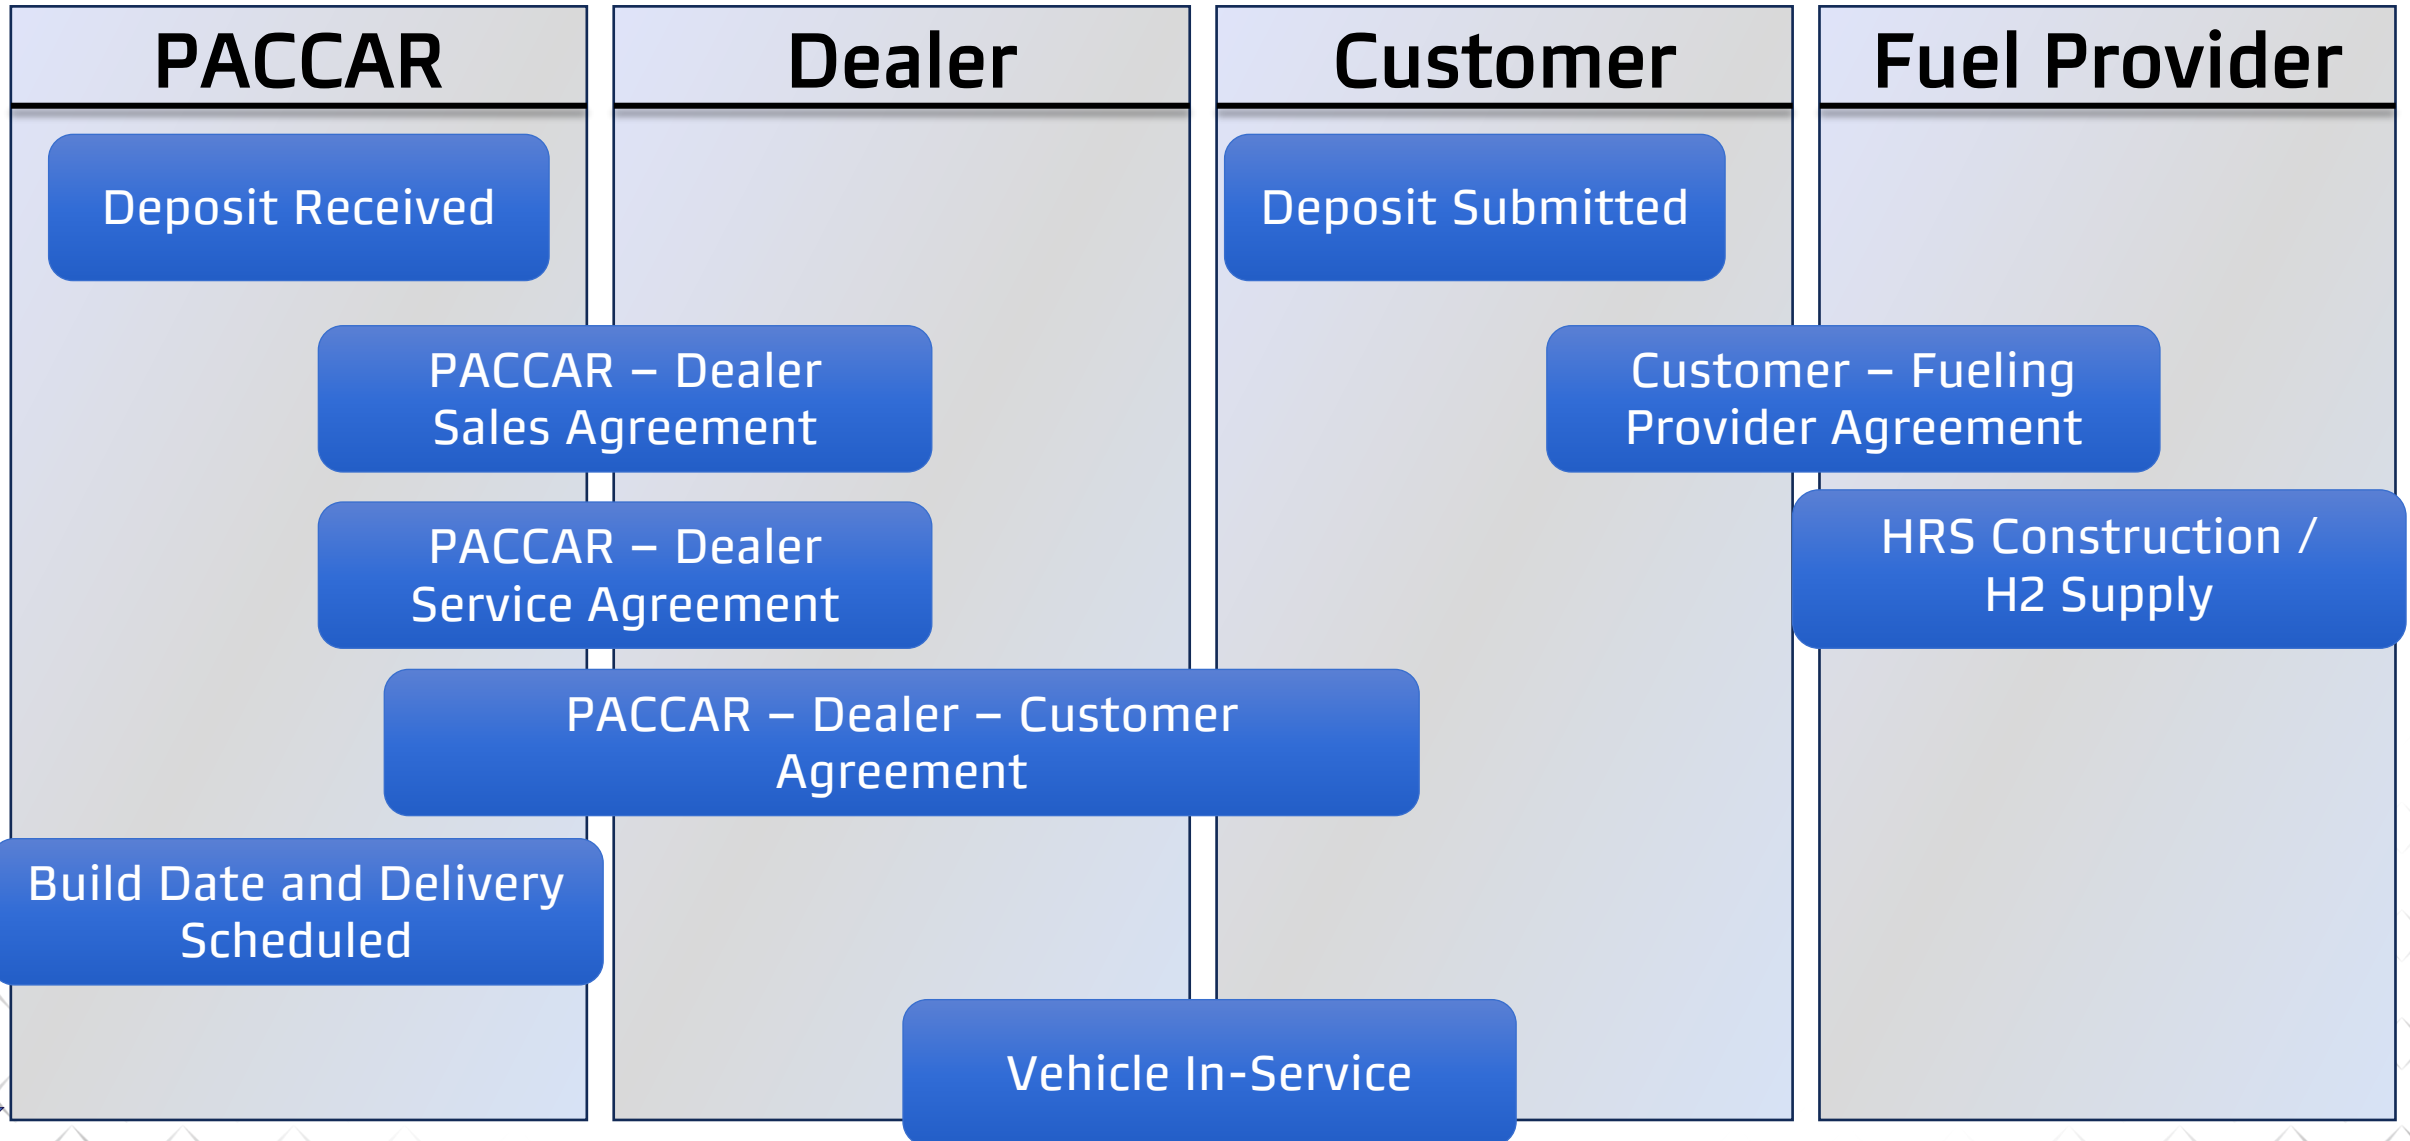 PACCAR
Dealer
Customer
Fuel Provider
Deposit Received
Deposit Submitted
PACCAR – Dealer
Sales Agreement
Customer – Fueling
Provider Agreement
PACCAR – Dealer
Service Agreement
HRS Construction /
H2 Supply
PACCAR – Dealer – Customer
Agreement
Build Date and Delivery
Scheduled
Vehicle In-Service